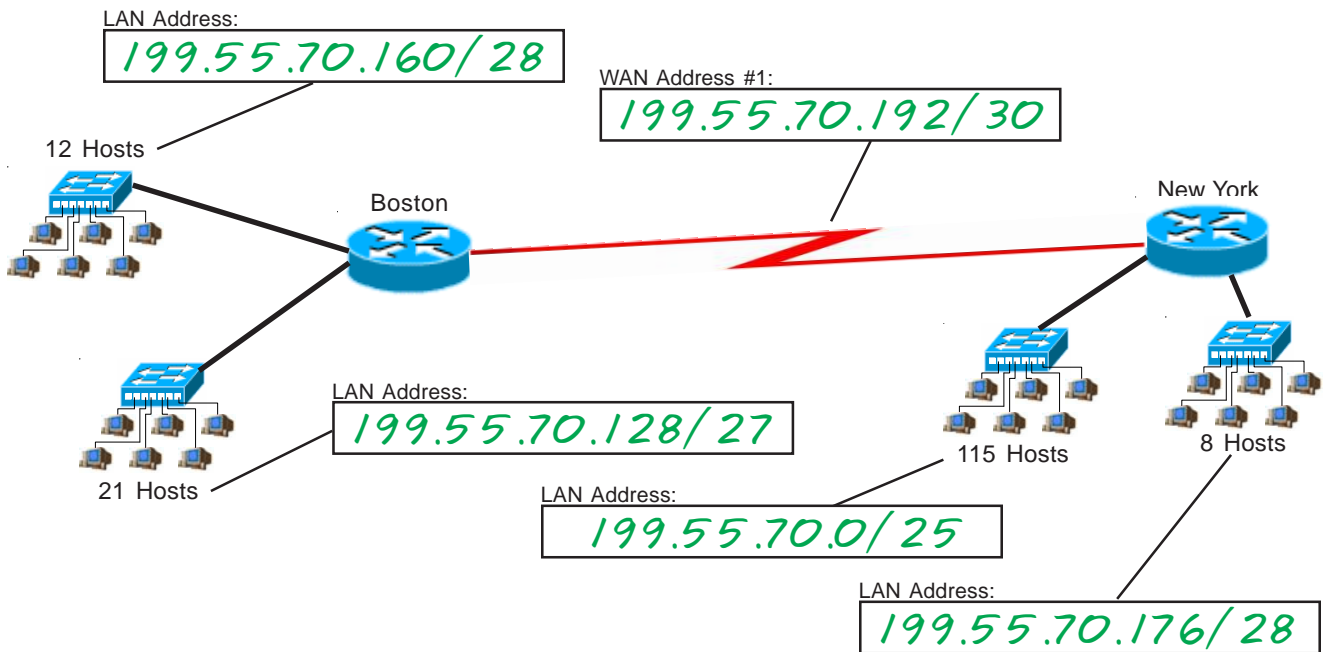 LAN Address:
199.55.70.160/28
WAN Address #1:
199.55.70.192/30
12 Hosts
Boston
New York
LAN Address:
199.55.70.128/27
21 Hosts
115 Hosts
8 Hosts
LAN Address:
199.55.70.0/25
LAN Address:
199.55.70.176/28